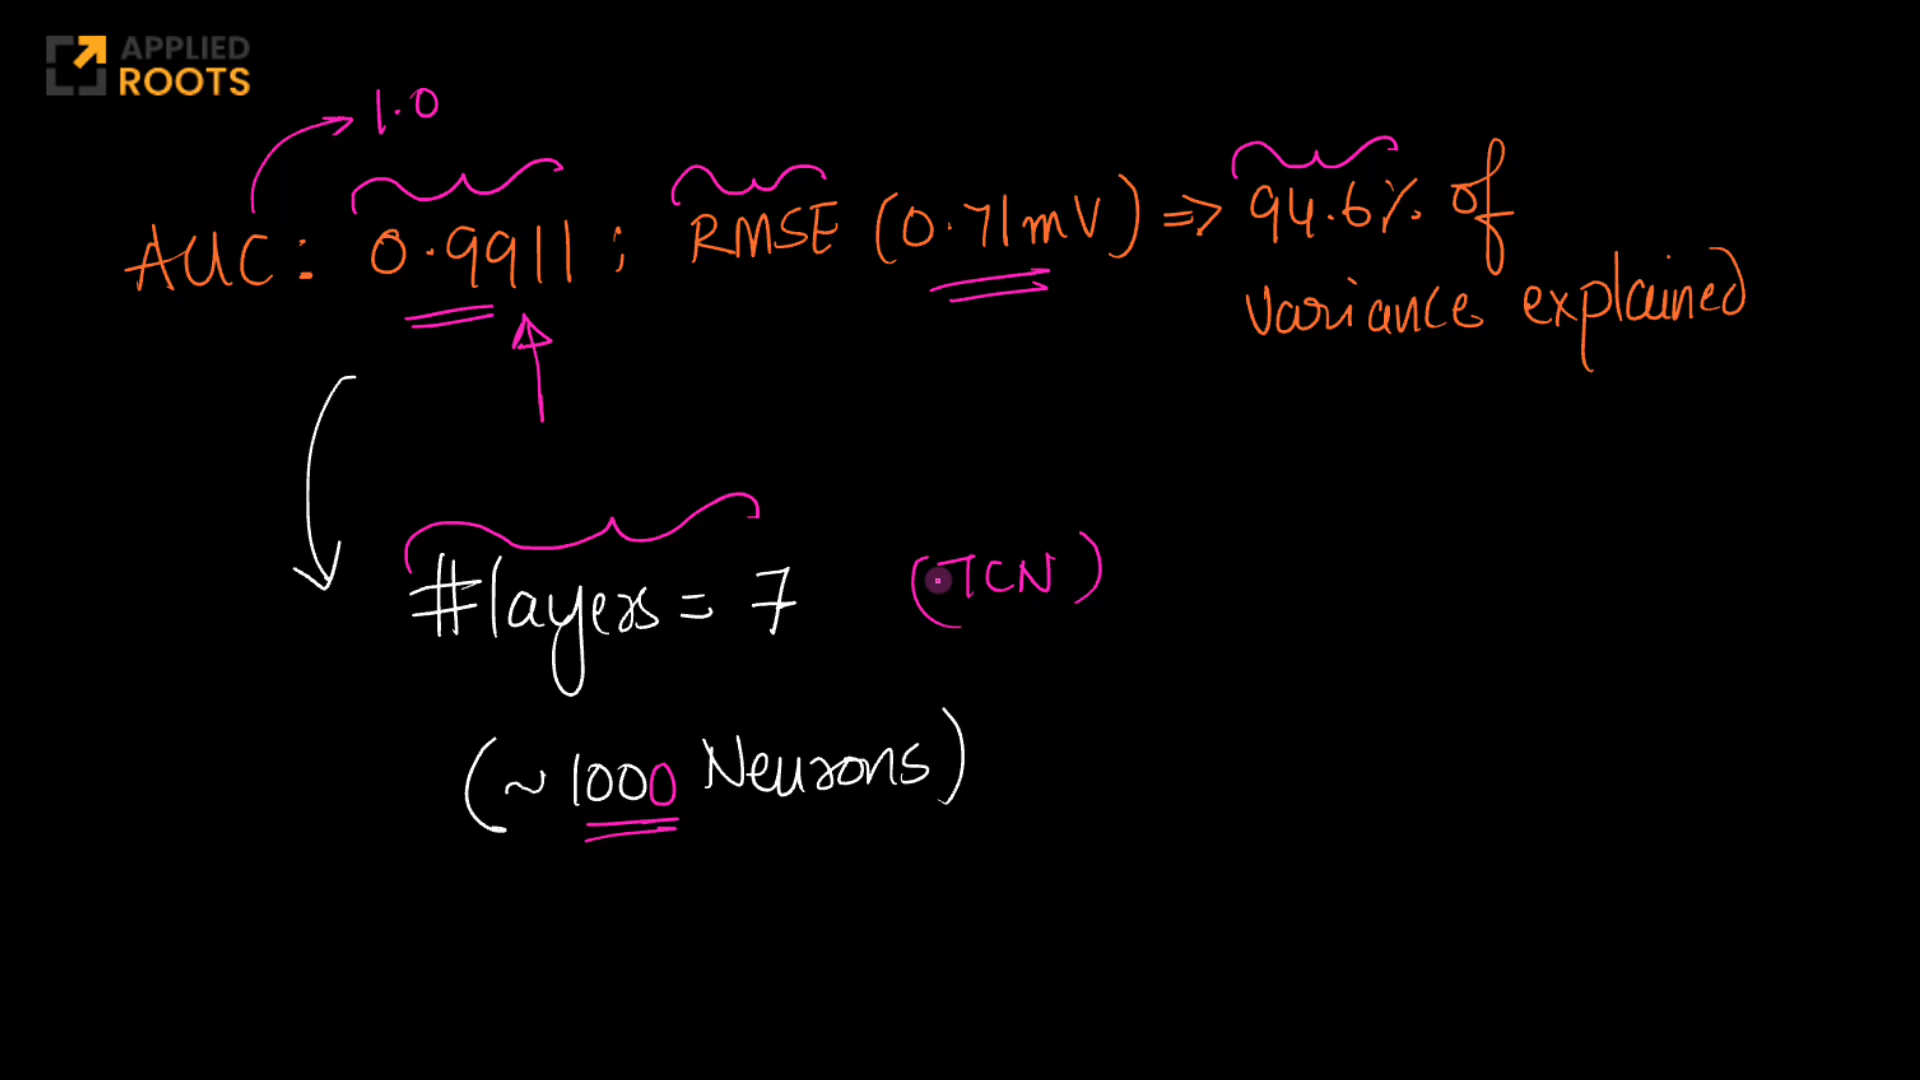 APPLIED
ROOTS
1.0
AUC: 0.9911; RMSE (0.71mV) => 94.6% of
variance explained
#layers = 7 (TCN)
(~ 1000 Neurons)